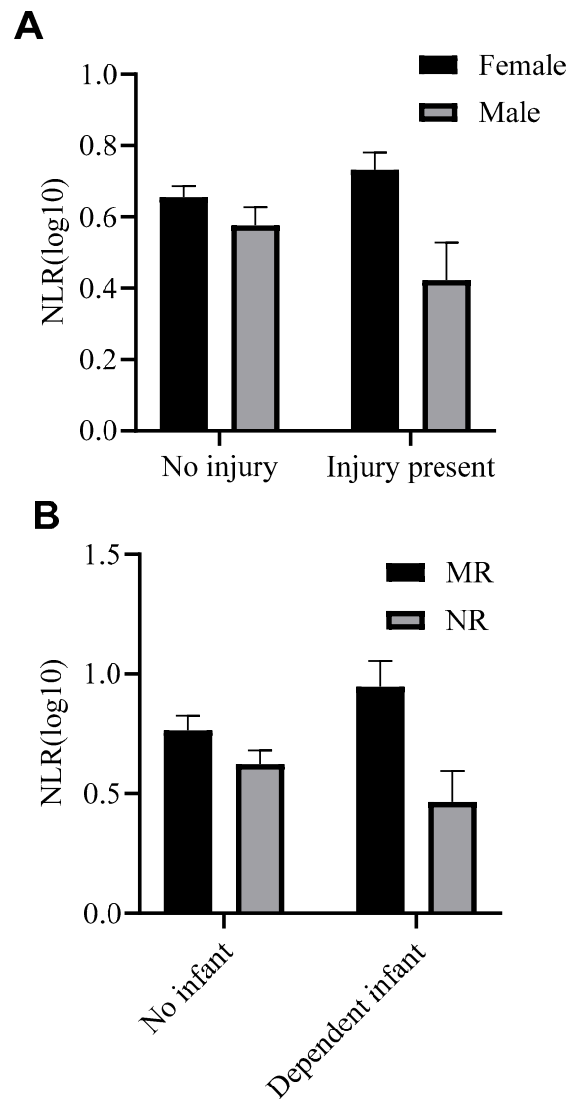 A
Female
Male
NLR(log10)
1.0
0.8
0.6
0.4
0.2
0.0
No injury
Injury present
B
MR
NR
NLR(log10)
1.5
1.0
0.5
0.0
No infant
Dependent infant